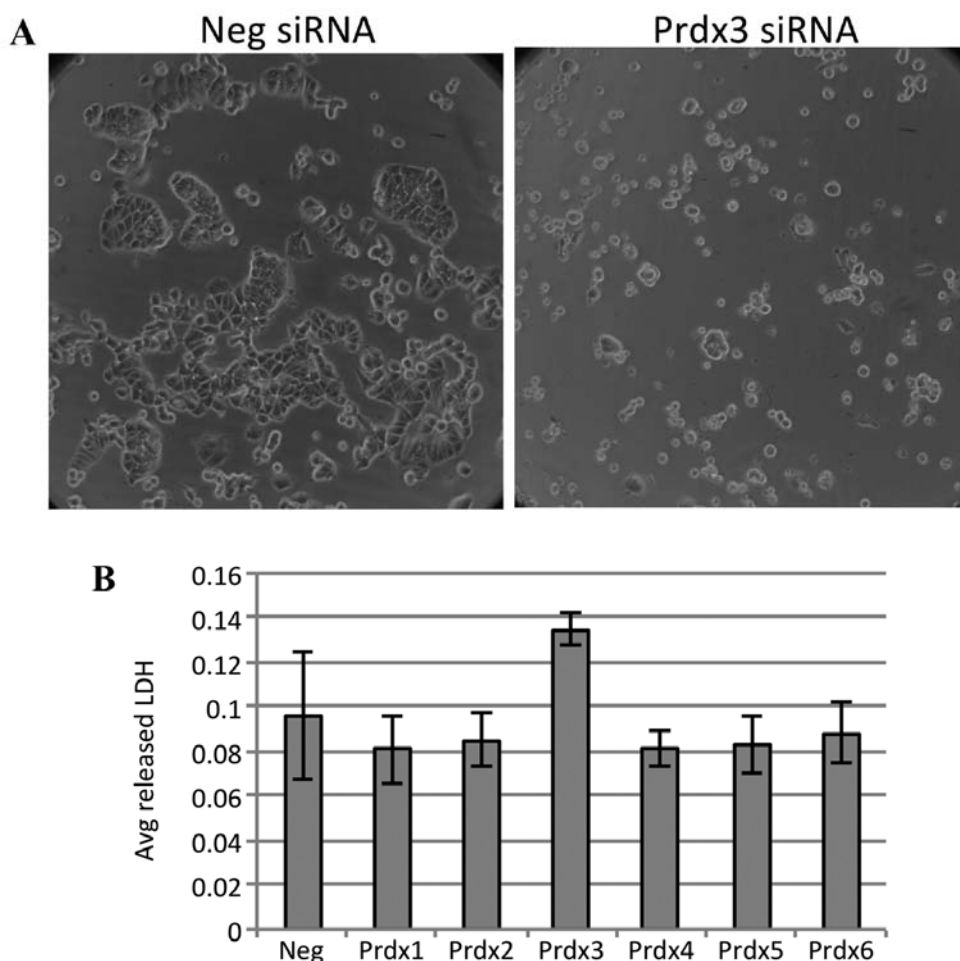 A
Neg siRNA
Prdx3 siRNA
B
0.16
0.14
0.12
0.1
0.08
0.06
0.04
0.02
0
Avg released LDH
Neg Prdx1 Prdx2 Prdx3 Prdx4 Prdx5 Prdx6